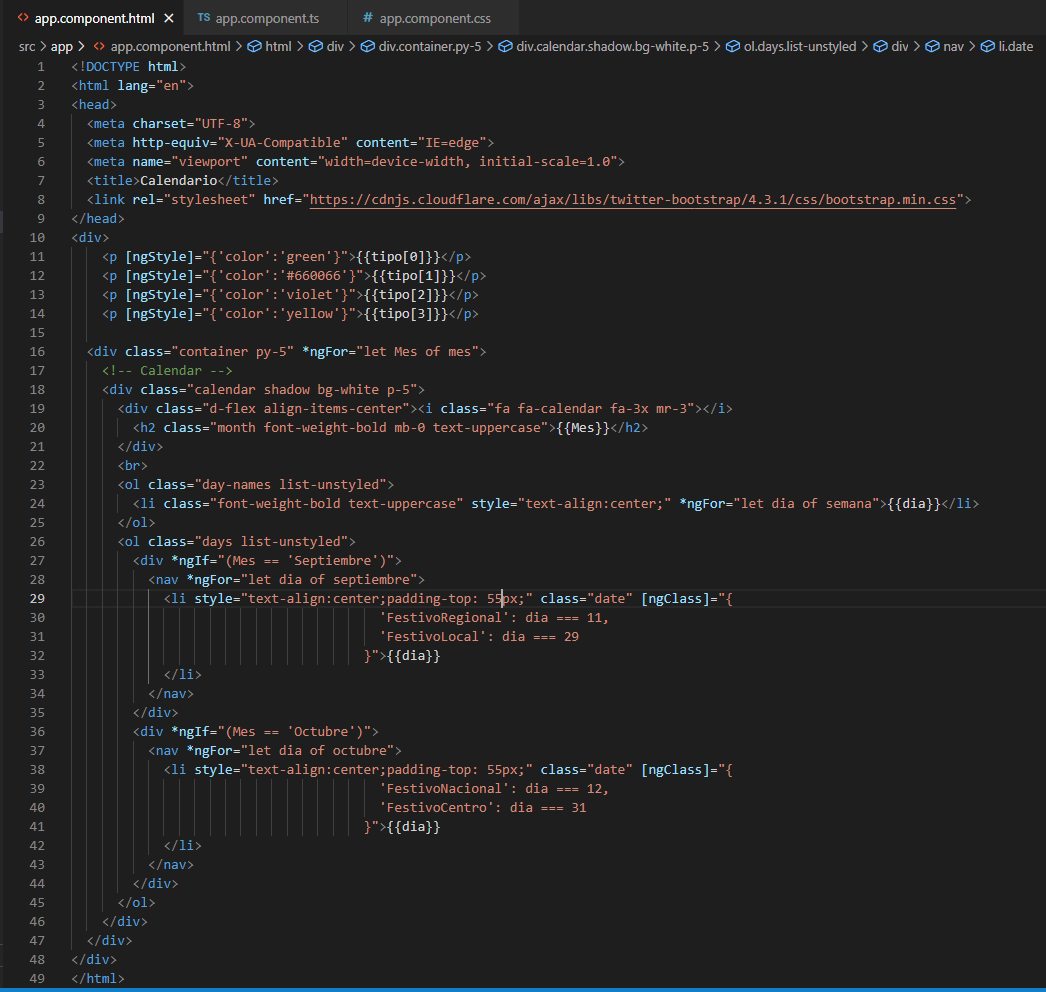 <> app.component.html × TS app.component.ts # app.component.css
src > app > <> app.component.html > html > div > div.container.py-5 > div.calendar.shadow.bg-white.p-5 > ol.days.list-unstyled > div > nav > li.date
1 <!DOCTYPE html>
2 <html lang="en">
3 <head>
4 <meta charset="UTF-8">
5 <meta http-equiv="X-UA-Compatible" content="IE=edge">
6 <meta name="viewport" content="width=device-width, initial-scale=1.0">
7 <title>Calendario</title>
8 <link rel="stylesheet" href="https://cdnjs.cloudflare.com/ajax/libs/twitter-bootstrap/4.3.1/css/bootstrap.min.css">
9 </head>
10 <div>
11 <p [ngStyle]="{'color':'green'}">{{tipo[0]}}</p>
12 <p [ngStyle]="{'color':'#660066'}">{{tipo[1]}}</p>
13 <p [ngStyle]="{'color':'violet'}">{{tipo[2]}}</p>
14 <p [ngStyle]="{'color':'yellow'}">{{tipo[3]}}</p>
15
16 <div class="container py-5" *ngFor="let Mes of mes">
17 <!-- Calendar -->
18 <div class="calendar shadow bg-white p-5">
19 <div class="d-flex align-items-center"><i class="fa fa-calendar fa-3x mr-3"></i>
20 <h2 class="month font-weight-bold mb-0 text-uppercase">{{Mes}}</h2>
21 </div>
22 <br>
23 <ol class="day-names list-unstyled">
24 <li class="font-weight-bold text-uppercase" style="text-align:center;" *ngFor="let dia of semana">{{dia}}</li>
25 </ol>
26 <ol class="days list-unstyled">
27 <div *ngIf="(Mes == 'Septiembre')">
28 <nav *ngFor="let dia of septiembre">
29 <li style="text-align:center;padding-top: 55px;" class="date" [ngClass]="{
30 'FestivoRegional': dia === 11,
31 'FestivoLocal': dia === 29
32 }">{{dia}}
33 </li>
34 </nav>
35 </div>
36 <div *ngIf="(Mes == 'Octubre')">
37 <nav *ngFor="let dia of octubre">
38 <li style="text-align:center;padding-top: 55px;" class="date" [ngClass]="{
39 'FestivoNacional': dia === 12,
40 'FestivoCentro': dia === 31
41 }">{{dia}}
42 </li>
43 </nav>
44 </div>
45 </ol>
46 </div>
47 </div>
48 </div>
49 </html>